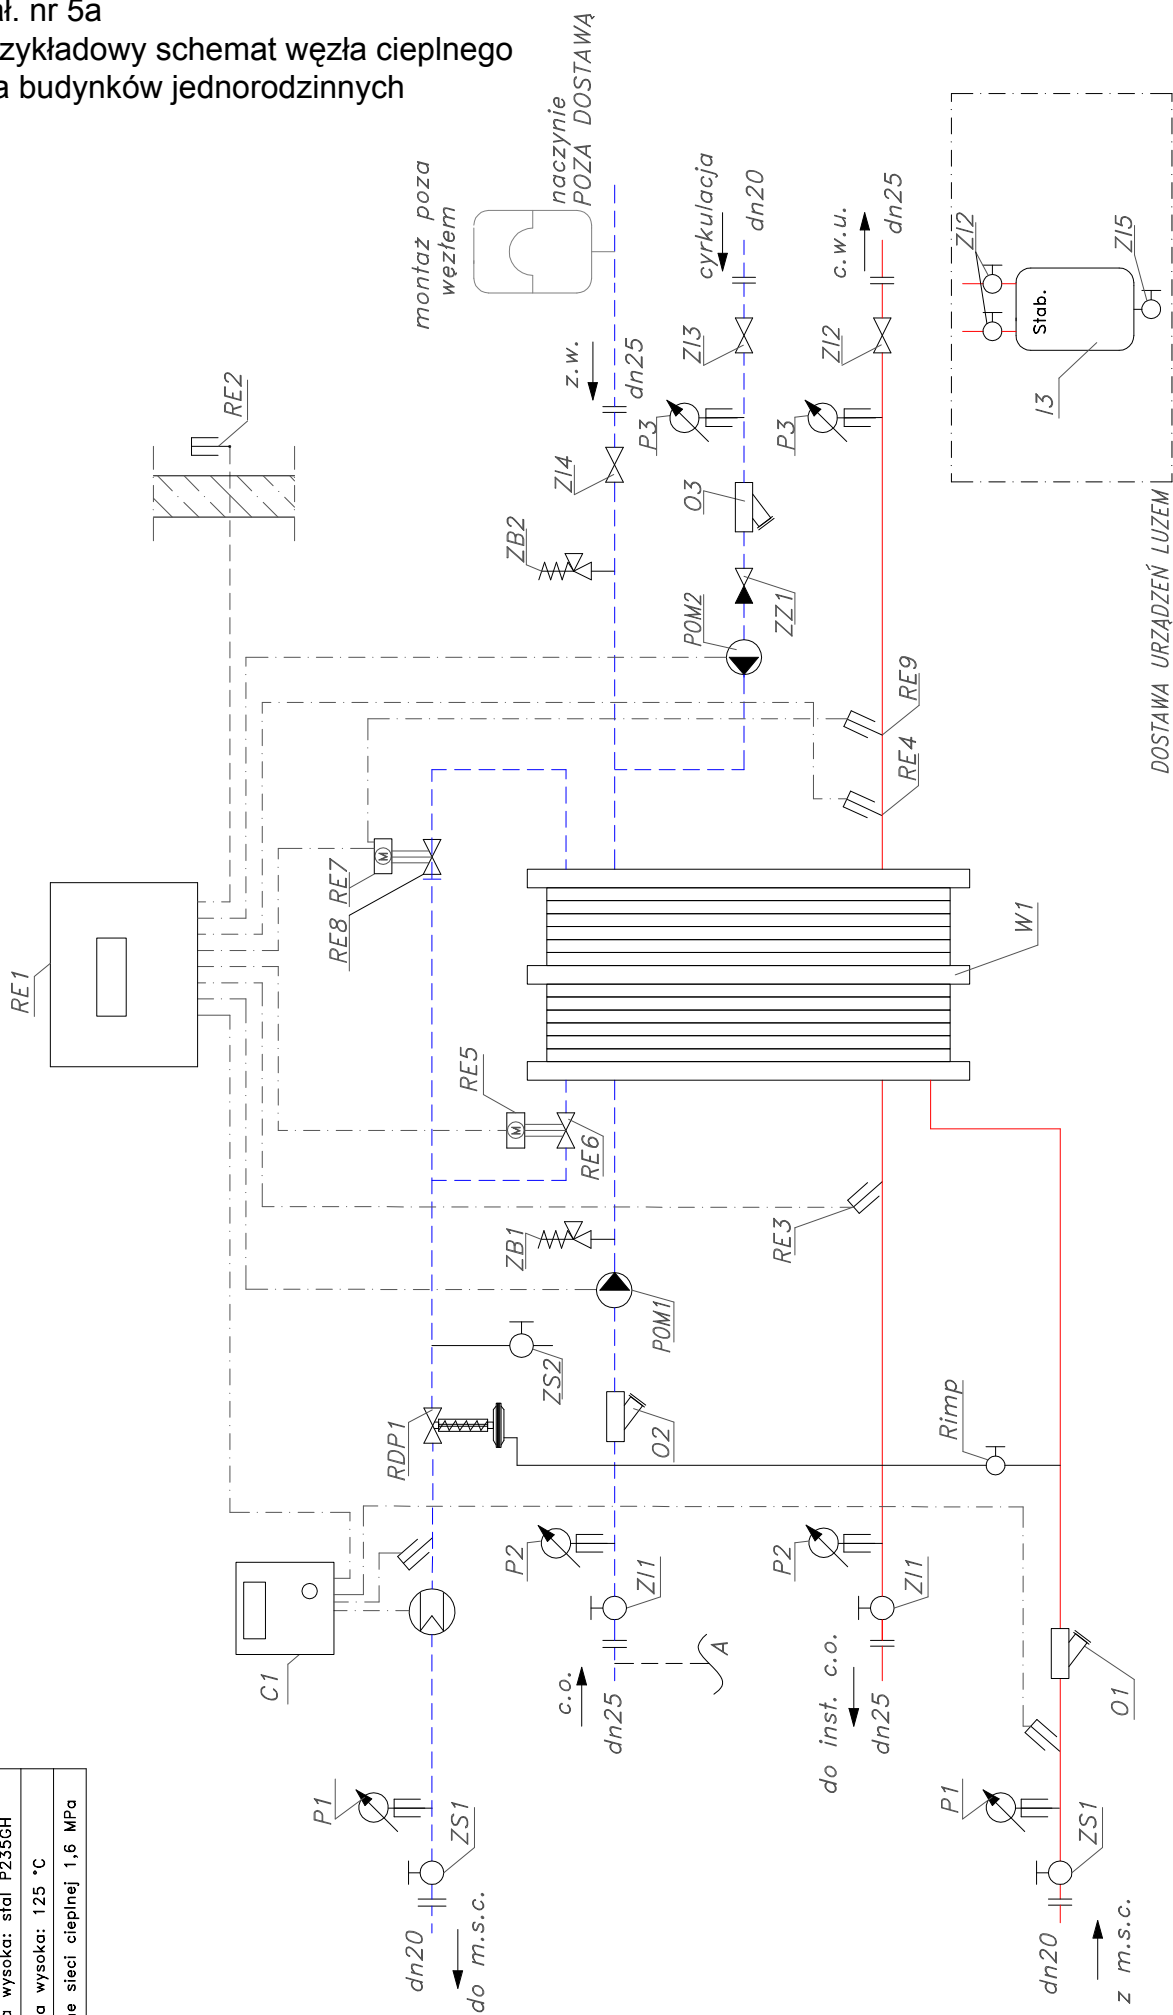 ał. nr 5a
zykładowy schemat węzła cieplnego
a budynków jednorodzinnych
naczynie
POZA DOSTAWĄ
montaż poza
węzłem
cyrkulacja
dn20
c.w.u.
dn25
z.w.
dn25
ZI2
Stab.
ZI5
I3
DOSTAWA URZĄDZEŃ LUZEM
RE2
ZI3
ZI2
P3
P3
ZI4
O3
ZB2
ZZ1
POM2
RE9
RE4
RE1
RE8
RE7
W1
RE5
RE6
RE3
ZB1
POM1
ZS2
RDP1
O2
Rimp
P2
P2
ZI1
ZI1
C1
A
c.o.
dn25
do inst. c.o.
dn25
O1
P1
P1
ZS1
ZS1
dn20
do m.s.c.
dn20
z m.s.c.
wysoka: stal P235GH
a wysoka: 125 °C
ne sieci cieplnej 1,6 MPa